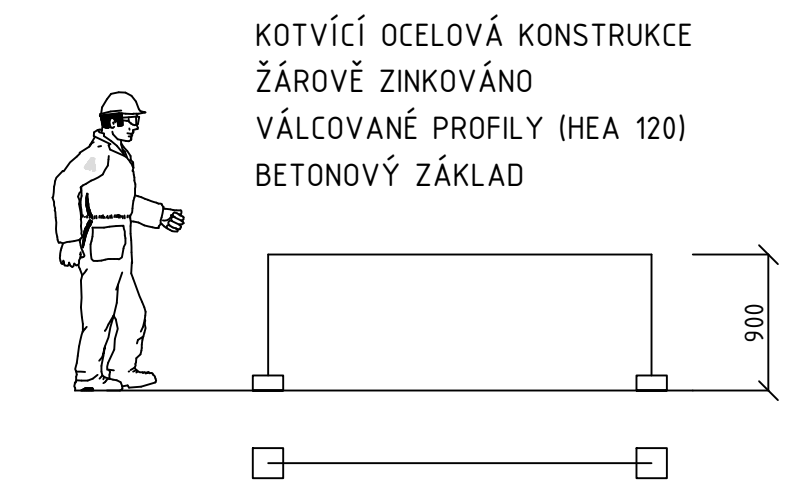 KOTVÍCÍ OCELOVÁ KONSTRUKCE
ŽÁROVĚ ZINKOVÁNO
VÁLCOVANÉ PROFILY (HEA 120)
BETONOVÝ ZÁKLAD
900